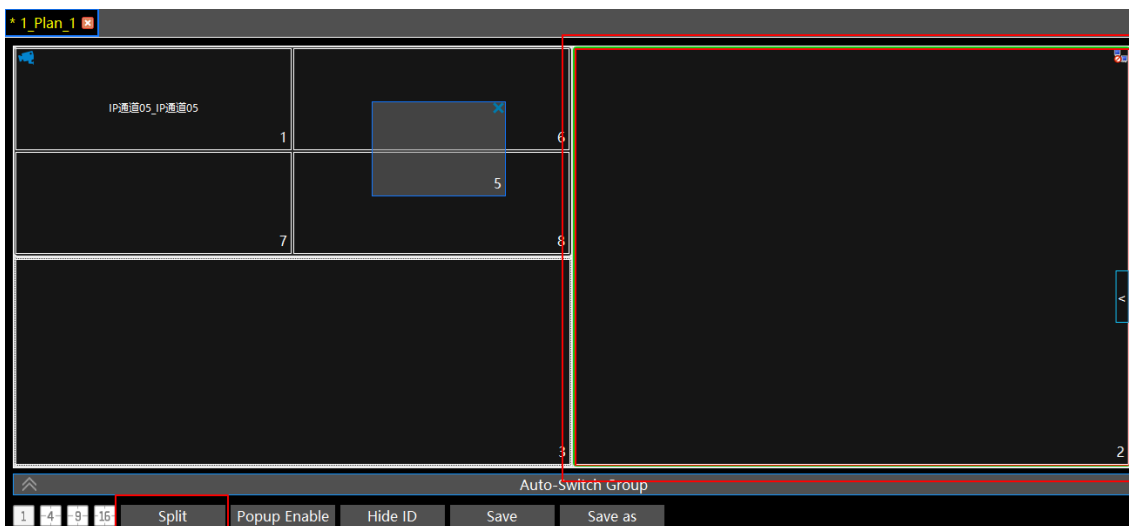 * 1_Plan_1
IP通道05_IP通道05
1
6
5
7
8
<
3
2
Auto-Switch Group
1 4 9 16 Split Popup Enable Hide ID Save Save as